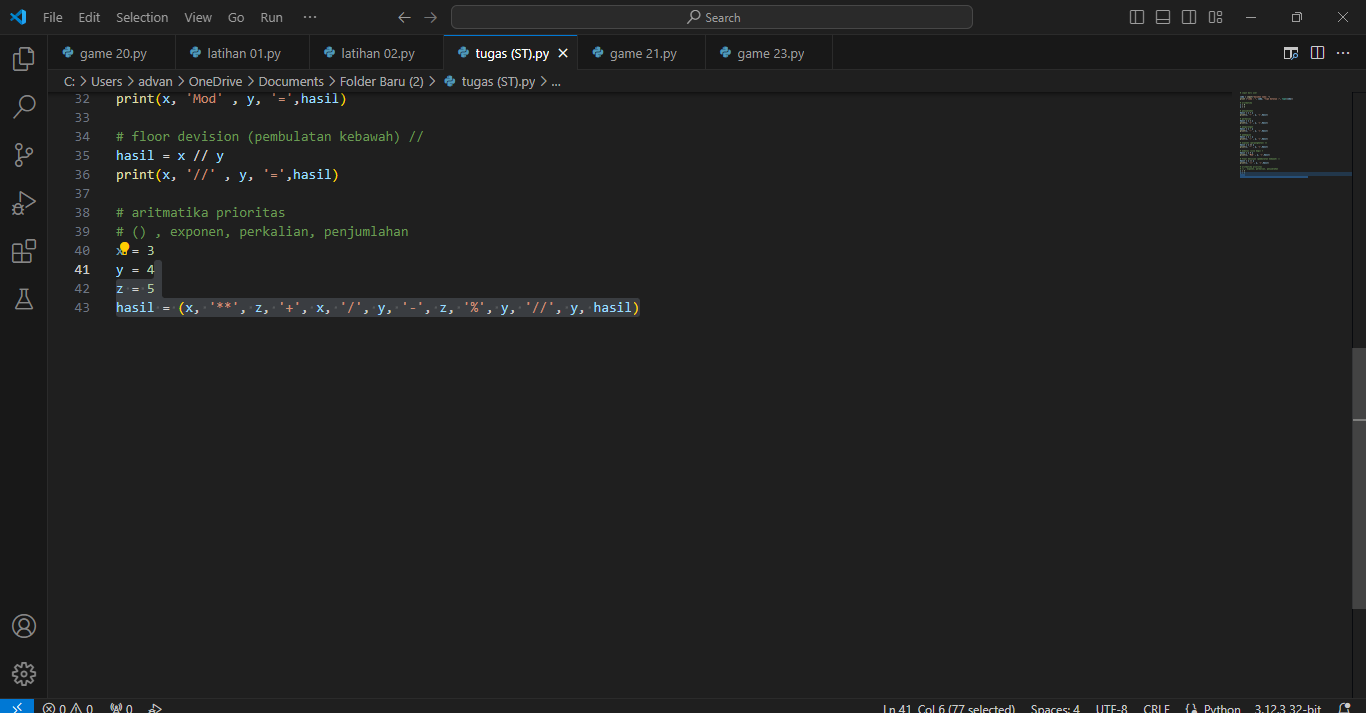 File Edit Selection View Go Run ··· Search
game 20.py latihan 01.py latihan 02.py tugas (ST).py game 21.py game 23.py
C: > Users > advan > OneDrive > Documents > Folder Baru (2) > tugas (ST).py > ...
32 print(x, 'Mod' , y, '=',hasil)
33
34 # floor devision (pembulatan kebawah) //
35 hasil = x // y
36 print(x, '//' , y, '=',hasil)
37
38 # aritmatika prioritas
39 # () , exponen, perkalian, penjumlahan
40 x = 3
41 y = 4
42 z = 5
43 hasil = (x, '**', z, '+', x, '/', y, '-', z, '%', y, '//', y, hasil)
0 0 0 Ln 41, Col 6 (77 selected) Spaces: 4 UTF-8 CRLF {} Python 3.12.3 32-bit